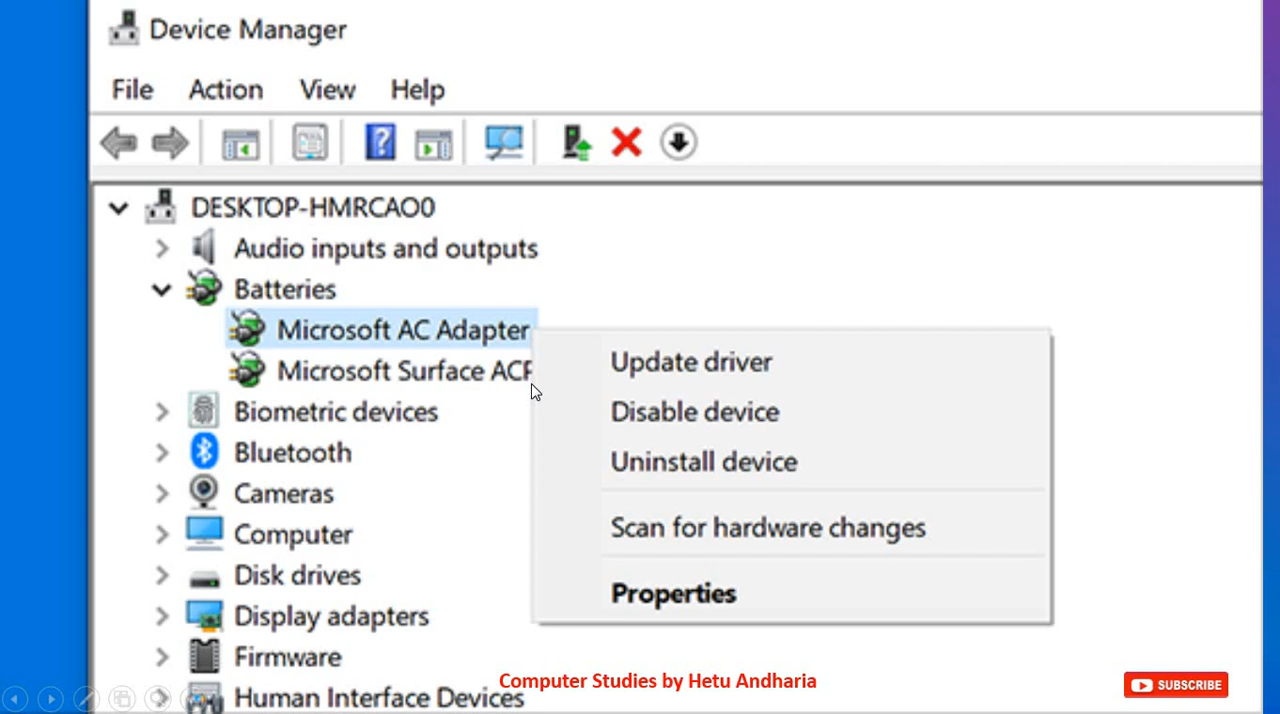 Device Manager
File Action View Help
DESKTOP-HMRCAO0
Audio inputs and outputs
Batteries
Microsoft AC Adapter
Microsoft Surface ACP
Update driver
Disable device
Uninstall device
Scan for hardware changes
Properties
Biometric devices
Bluetooth
Cameras
Computer
Disk drives
Display adapters
Firmware
Human Interface Devices
Computer Studies by Hetu Andharia
SUBSCRIBE